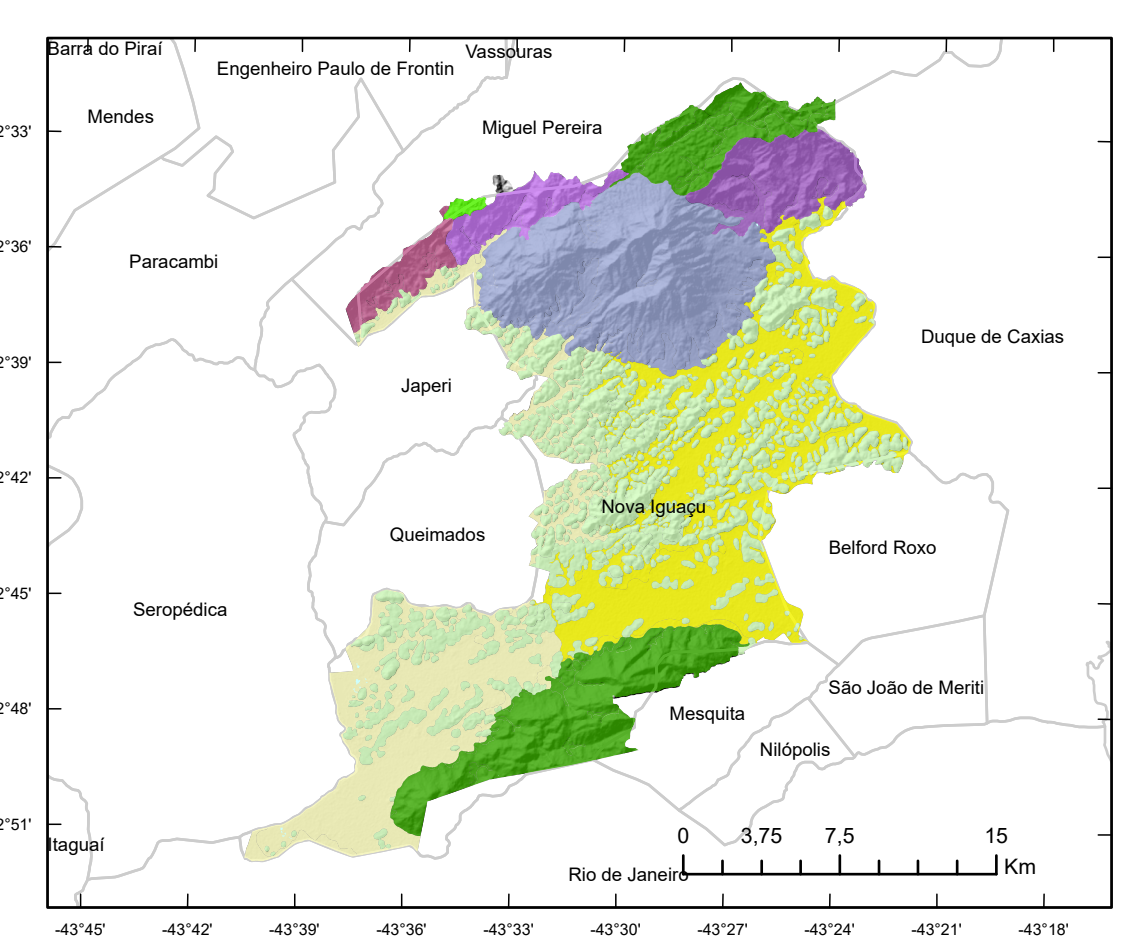 Barra do Piraí
Vassouras
Engenheiro Paulo de Frontin
Mendes
Miguel Pereira
2°33'
2°36'
Paracambi
Duque de Caxias
2°39'
Japeri
2°42'
Nova Iguaçu
Queimados
Belford Roxo
2°45'
Seropédica
São João de Meriti
2°48'
Mesquita
Nilópolis
2°51'
0 3,75 7,5 15
Itaguaí
Km
Rio de Janeiro
-43°45' -43°42' -43°39' -43°36' -43°33' -43°30' -43°27' -43°24' -43°21' -43°18'